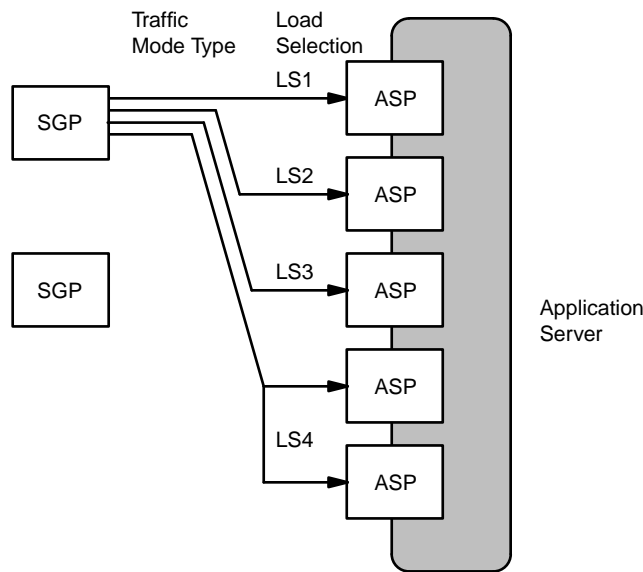 Traffic
Mode Type
Load
Selection
LS1
ASP
SGP
LS2
ASP
SGP
LS3
ASP
Application
Server
ASP
LS4
ASP